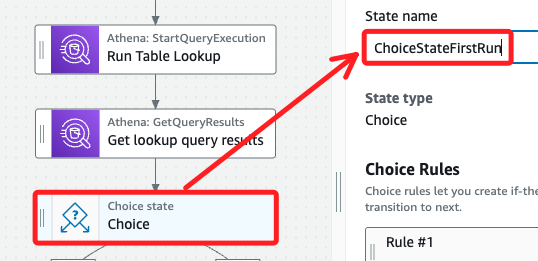 Athena: StartQueryExecution
Run Table Lookup
Athena: GetQueryResults
Get lookup query results
Choice state
Choice
State name
ChoiceStateFirstRun
State type
Choice
Choice Rules
Choice rules let you create if-the
transition to next.
Rule #1